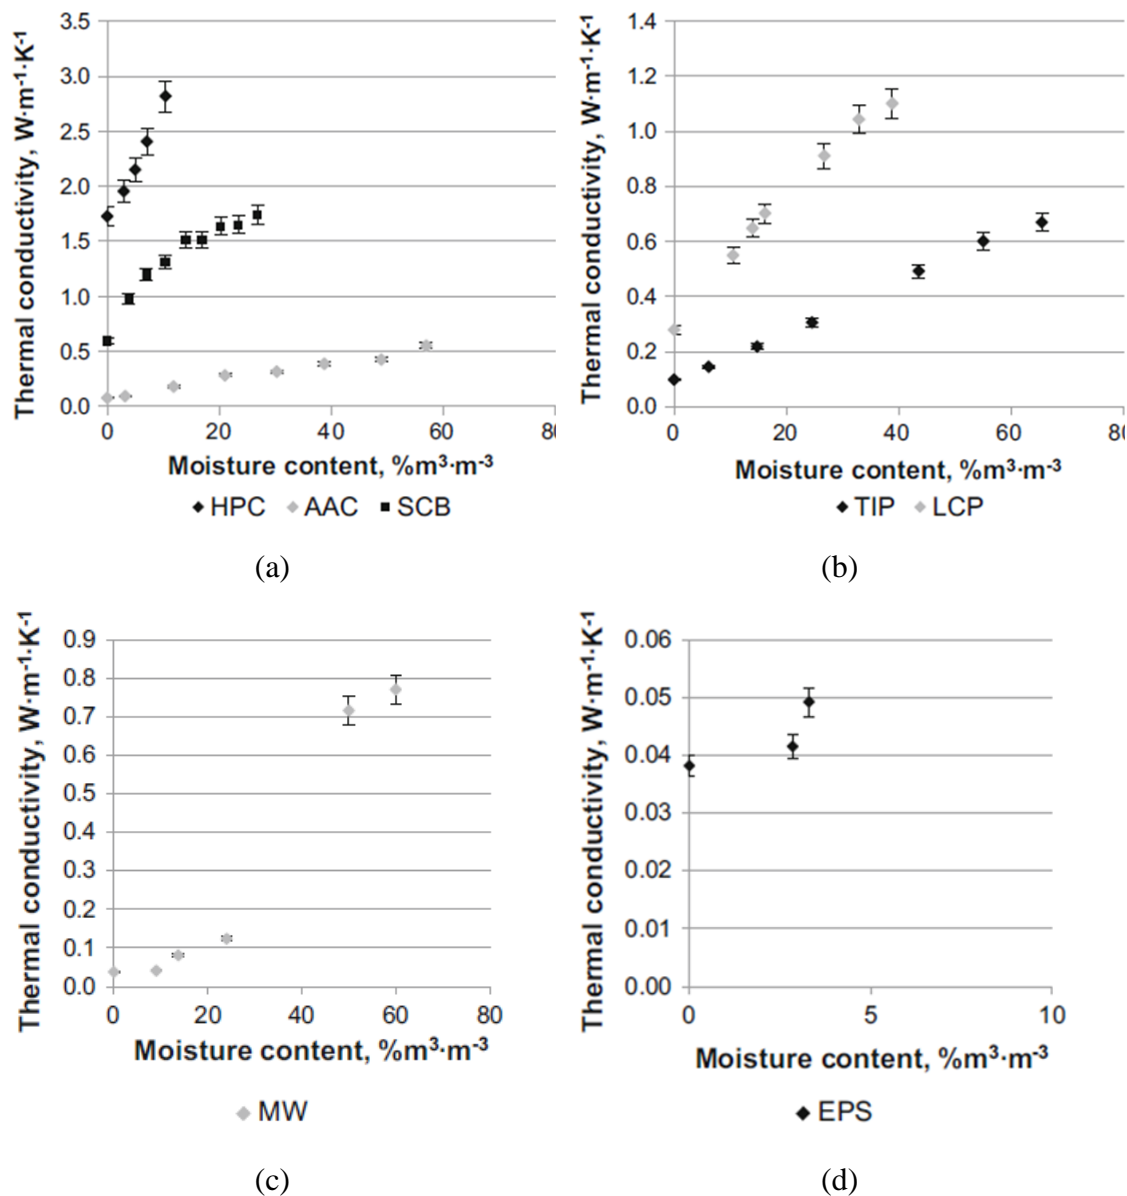 Thermal conductivity, W·m⁻¹·K⁻¹
3.5
3.0
2.5
2.0
1.5
1.0
0.5
0.0
0 20 40 60 8
Moisture content, %m³·m⁻³
HPC AAC SCB
(a)
Thermal conductivity, W·m⁻¹·K⁻¹
1.4
1.2
1.0
0.8
0.6
0.4
0.2
0.0
0 20 40 60 80
Moisture content, %m³·m⁻³
TIP LCP
(b)
Thermal conductivity, W·m⁻¹·K⁻¹
0.9
0.8
0.7
0.6
0.5
0.4
0.3
0.2
0.1
0.0
0 20 40 60 80
Moisture content, %m³·m⁻³
MW
(c)
Thermal conductivity, W·m⁻¹·K⁻¹
0.06
0.05
0.04
0.03
0.02
0.01
0.00
0 5 10
Moisture content, %m³·m⁻³
EPS
(d)